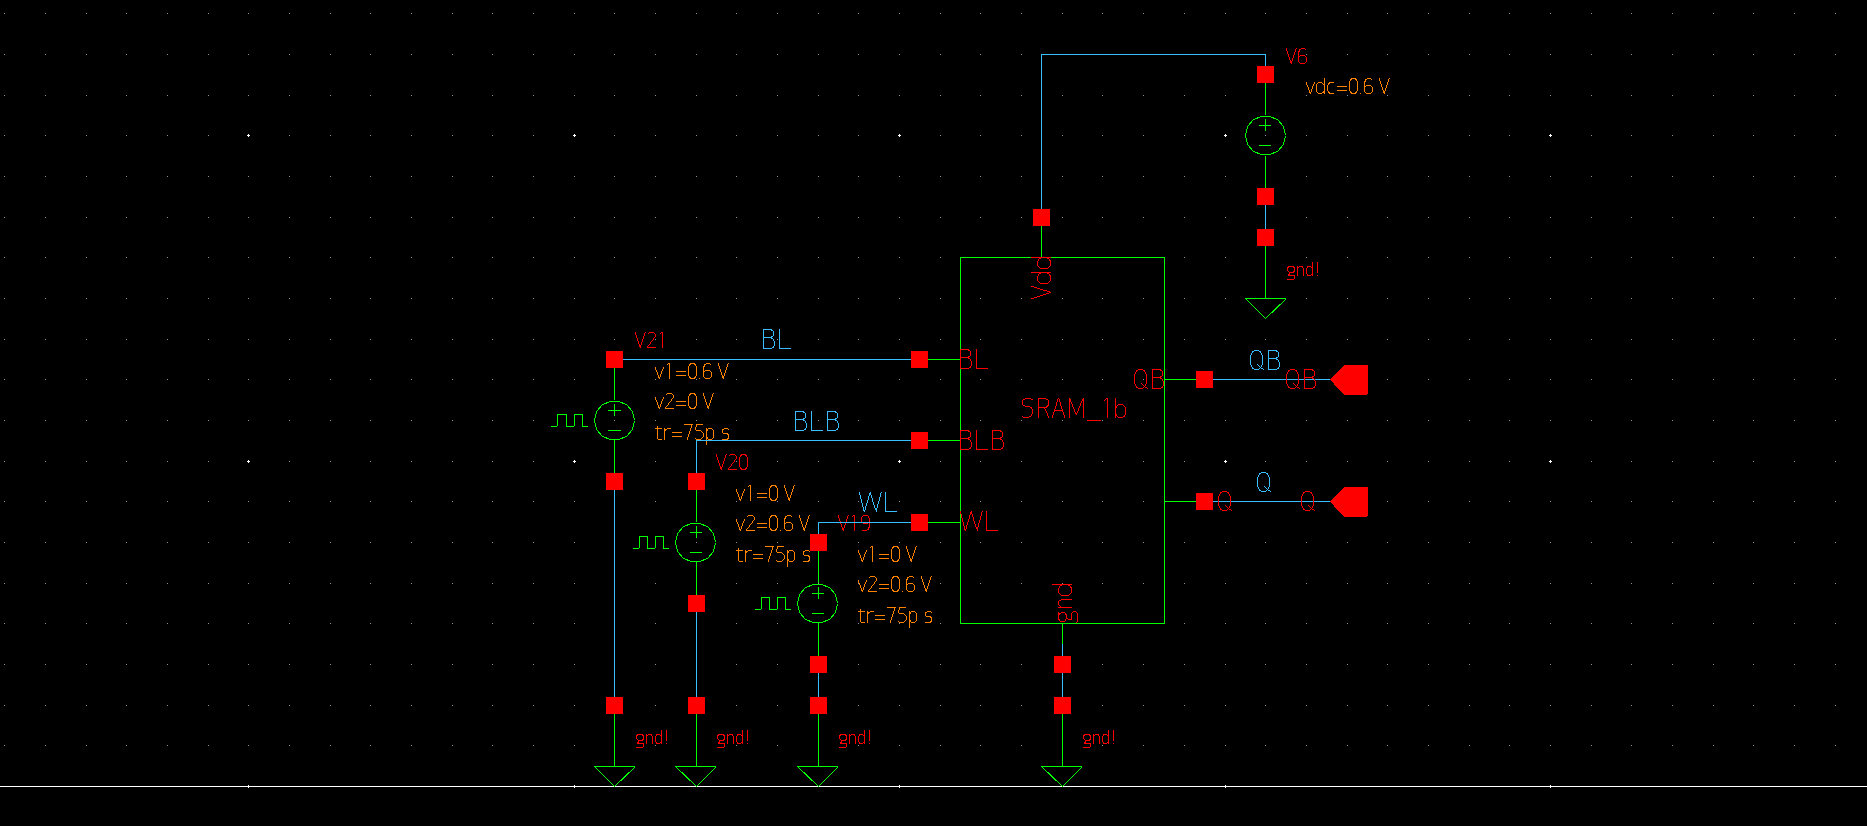 V6
vdc=0.6 V
gnd!
Vdc
V21
BL
v1=0.6 V
v2=0 V
tr=75p s
BL
QB
QB
QB
SRAM_1b
BLB
BLB
V20
v1=0 V
v2=0.6 V
tr=75p s
Q
Q
Q
WL
V19
WL
v1=0 V
v2=0.6 V
tr=75p s
gnd
gnd!
gnd!
gnd!
gnd!